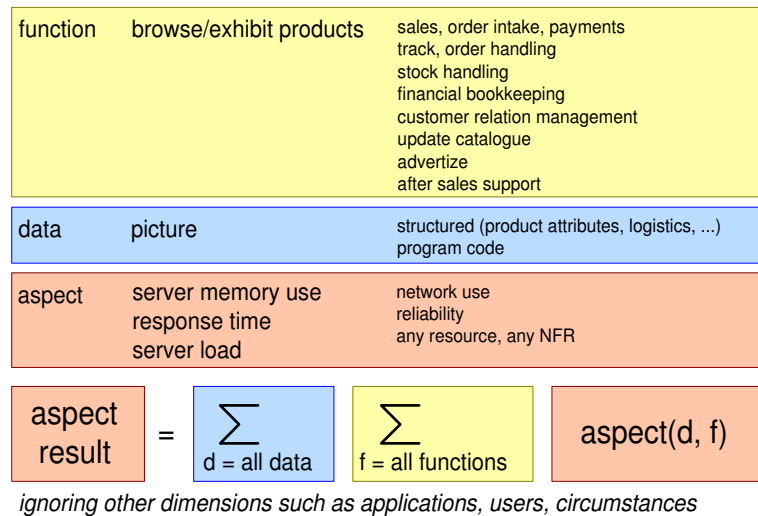 function browse/exhibit products sales, order intake, payments
track, order handling
stock handling
financial bookkeeping
customer relation management
update catalogue
advertize
after sales support
data picture structured (product attributes, logistics, ...)
program code
aspect server memory use network use
response time reliability
server load any resource, any NFR
aspect result = ∑ d = all data ∑ f = all functions aspect(d, f)
ignoring other dimensions such as applications, users, circumstances